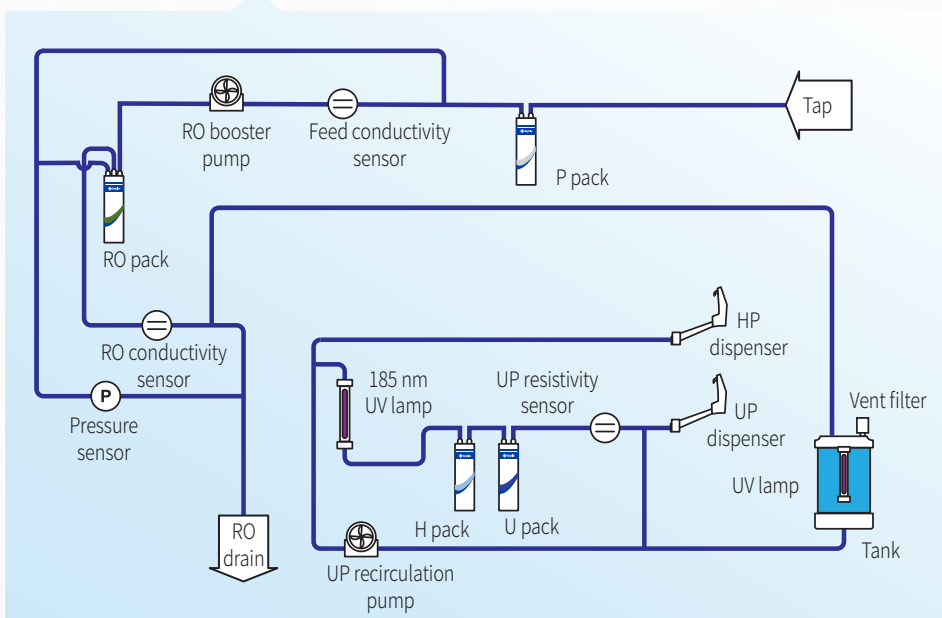 Tap
RO booster
pump
Feed conductivity
sensor
P pack
RO pack
RO conductivity
sensor
P
Pressure
sensor
RO
drain
HP
dispenser
185 nm
UV lamp
UP resistivity
sensor
UP
dispenser
Vent filter
UV lamp
H pack
U pack
Tank
UP recirculation
pump